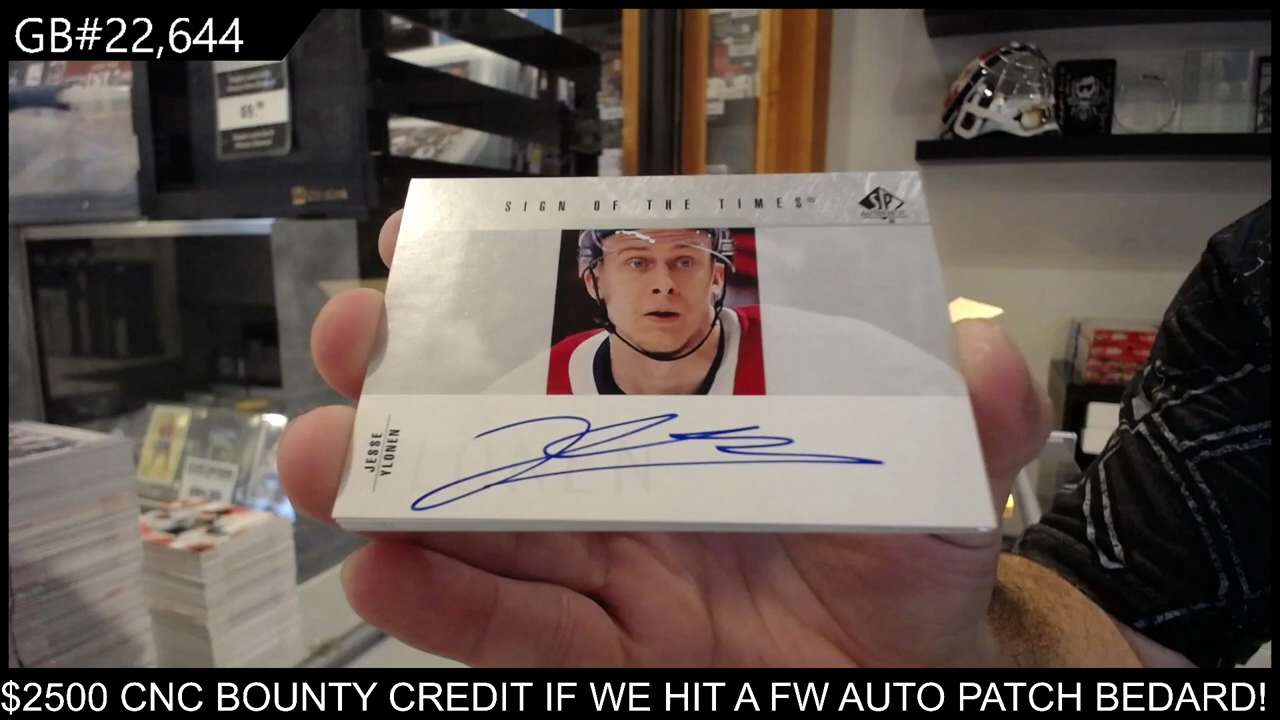 GB#22,644
SIGN OF THE TIMES
SP
AUTHENTIC
JESSE
YLONEN
$2500 CNC BOUNTY CREDIT IF WE HIT A FW AUTO PATCH BEDARD!